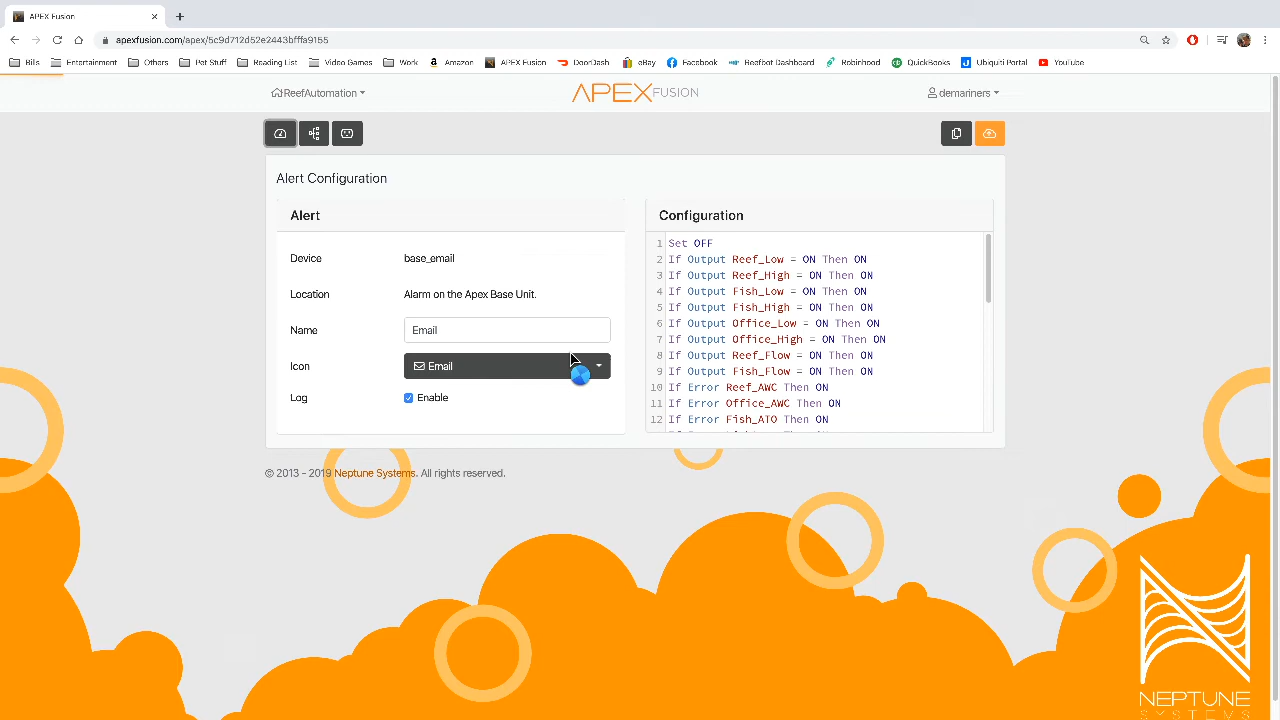 APEX Fusion
apexfusion.com/apex/5c9d712d52e2443bfffa9155
Bills Entertainment Others Pet Stuff Reading List Video Games Work Amazon APEX Fusion DoorDash eBay Facebook Reefbot Dashboard Robinhood QuickBooks Ubiquiti Portal YouTube
ReefAutomation
APEX FUSION
demariners
Alert Configuration
Alert
Device base_email
Location Alarm on the Apex Base Unit.
Name Email
Icon Email
Log Enable
Configuration
1 Set OFF
2 If Output Reef_Low = ON Then ON
3 If Output Reef_High = ON Then ON
4 If Output Fish_Low = ON Then ON
5 If Output Fish_High = ON Then ON
6 If Output Office_Low = ON Then ON
7 If Output Office_High = ON Then ON
8 If Output Reef_Flow = ON Then ON
9 If Output Fish_Flow = ON Then ON
10 If Error Reef_AWC Then ON
11 If Error Office_AWC Then ON
12 If Error Fish_ATO Then ON
© 2013 - 2019 Neptune Systems. All rights reserved.
NEPTUNE
SYSTEMS